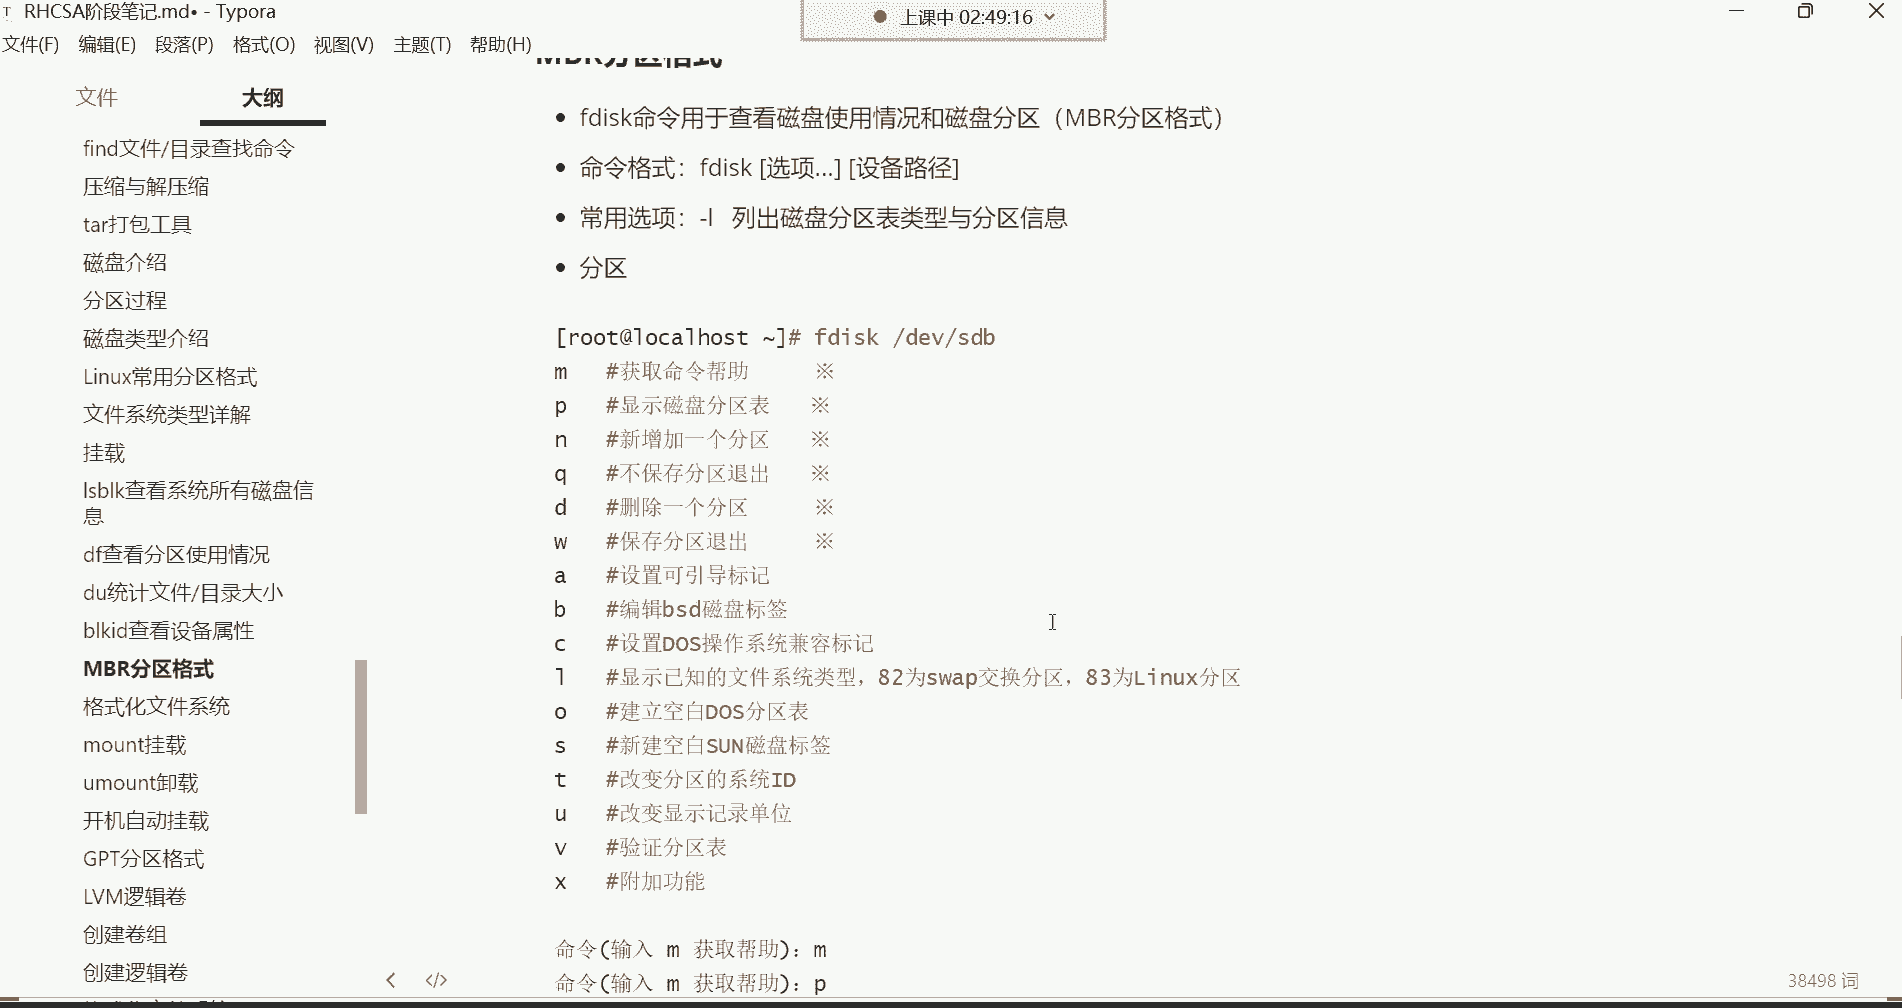 RHCSA阶段笔记.md• - Typora
上课中 02:49:16
文件(F) 编辑(E) 段落(P) 格式(O) 视图(V) 主题(T) 帮助(H)
文件 大纲
find文件/目录查找命令
压缩与解压缩
tar打包工具
磁盘介绍
分区过程
磁盘类型介绍
Linux常用分区格式
文件系统类型详解
挂载
lsblk查看系统所有磁盘信
息
df查看分区使用情况
du统计文件/目录大小
blkid查看设备属性
MBR分区格式
格式化文件系统
mount挂载
umount卸载
开机自动挂载
GPT分区格式
LVM逻辑卷
创建卷组
创建逻辑卷
MBR分区格式
• fdisk命令用于查看磁盘使用情况和磁盘分区（MBR分区格式）
• 命令格式：fdisk [选项...] [设备路径]
• 常用选项：-l 列出磁盘分区表类型与分区信息
• 分区
[root@localhost ~]# fdisk /dev/sdb
m #获取命令帮助 ※
p #显示磁盘分区表 ※
n #新增加一个分区 ※
q #不保存分区退出 ※
d #删除一个分区 ※
w #保存分区退出 ※
a #设置可引导标记
b #编辑bsd磁盘标签
c #设置DOS操作系统兼容标记
l #显示已知的文件系统类型，82为swap交换分区，83为Linux分区
o #建立空白DOS分区表
s #新建空白SUN磁盘标签
t #改变分区的系统ID
u #改变显示记录单位
v #验证分区表
x #附加功能
命令(输入 m 获取帮助)：m
命令(输入 m 获取帮助)：p
38498 词